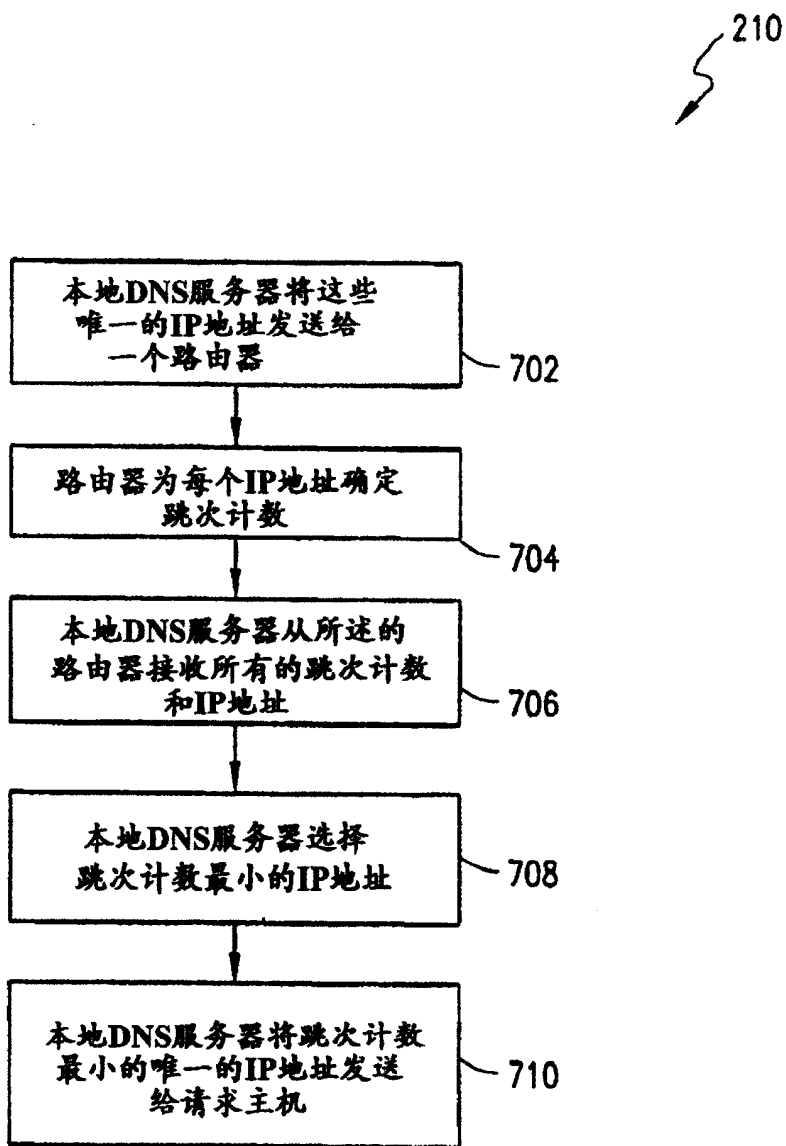 210
本地DNS服务器将这些
唯一的IP地址发送给
一个路由器
702
路由器为每个IP地址确定
跳次计数
704
本地DNS服务器从所述的
路由器接收所有的跳次计数
和IP地址
706
本地DNS服务器选择
跳次计数最小的IP地址
708
本地DNS服务器将跳次计数
最小的唯一的IP地址发送
给请求主机
710